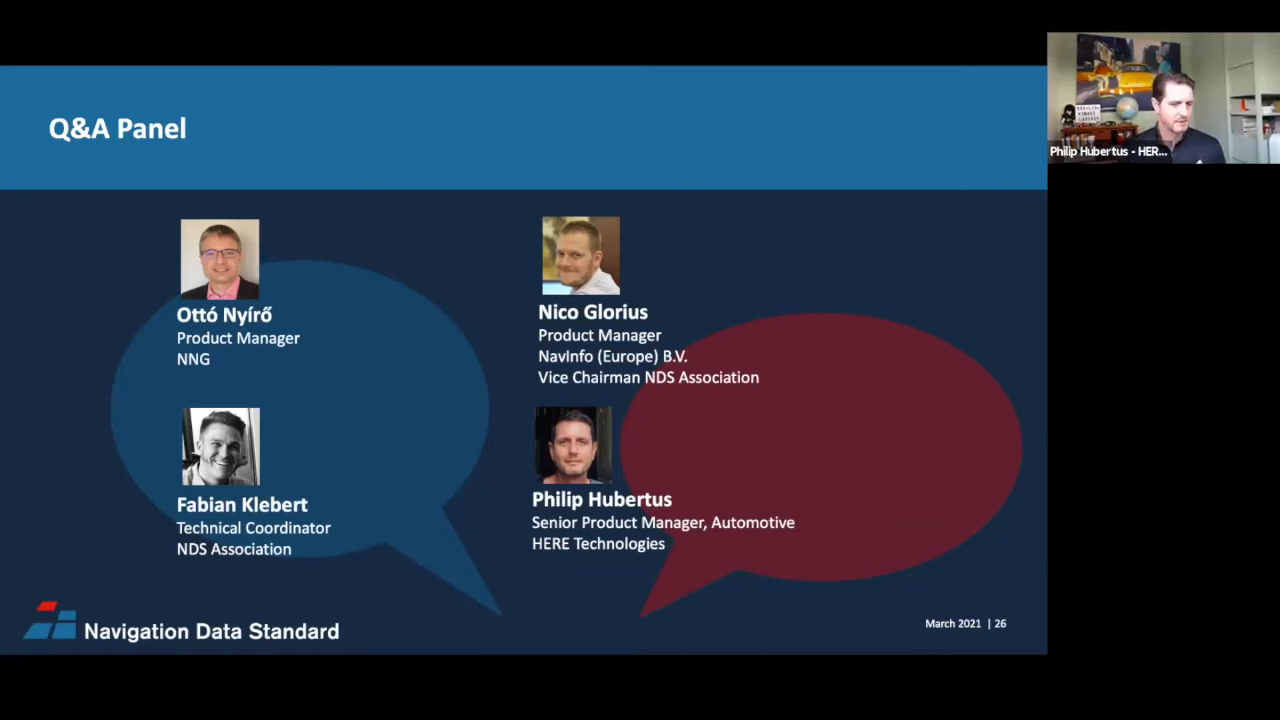 Q&A Panel
Ottó Nyírő
Product Manager
NNG
Nico Glorius
Product Manager
NavInfo (Europe) B.V.
Vice Chairman NDS Association
Fabian Klebert
Technical Coordinator
NDS Association
Philip Hubertus
Senior Product Manager, Automotive
HERE Technologies
Navigation Data Standard
March 2021 | 26
Philip Hubertus - HER...